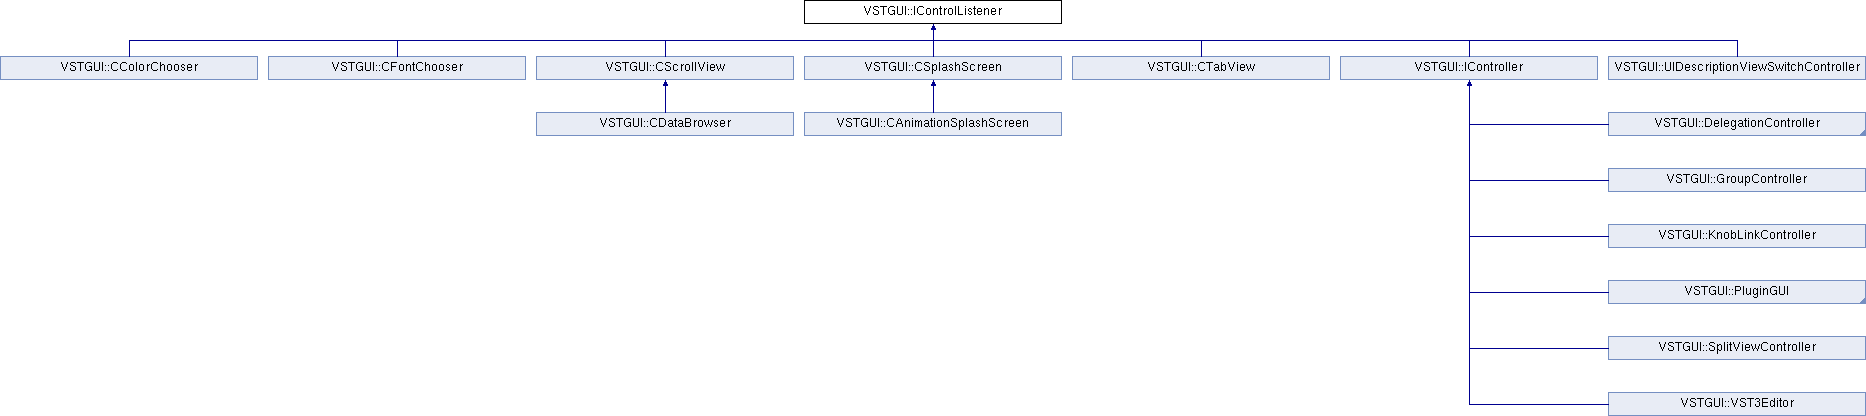 VSTGUI::IControlListener
VSTGUI::CColorChooser
VSTGUI::CFontChooser
VSTGUI::CScrollView
VSTGUI::CSplashScreen
VSTGUI::CTabView
VSTGUI::IController
VSTGUI::UIDescriptionViewSwitchController
VSTGUI::CDataBrowser
VSTGUI::CAnimationSplashScreen
VSTGUI::DelegationController
VSTGUI::GroupController
VSTGUI::KnobLinkController
VSTGUI::PluginGUI
VSTGUI::SplitViewController
VSTGUI::VST3Editor